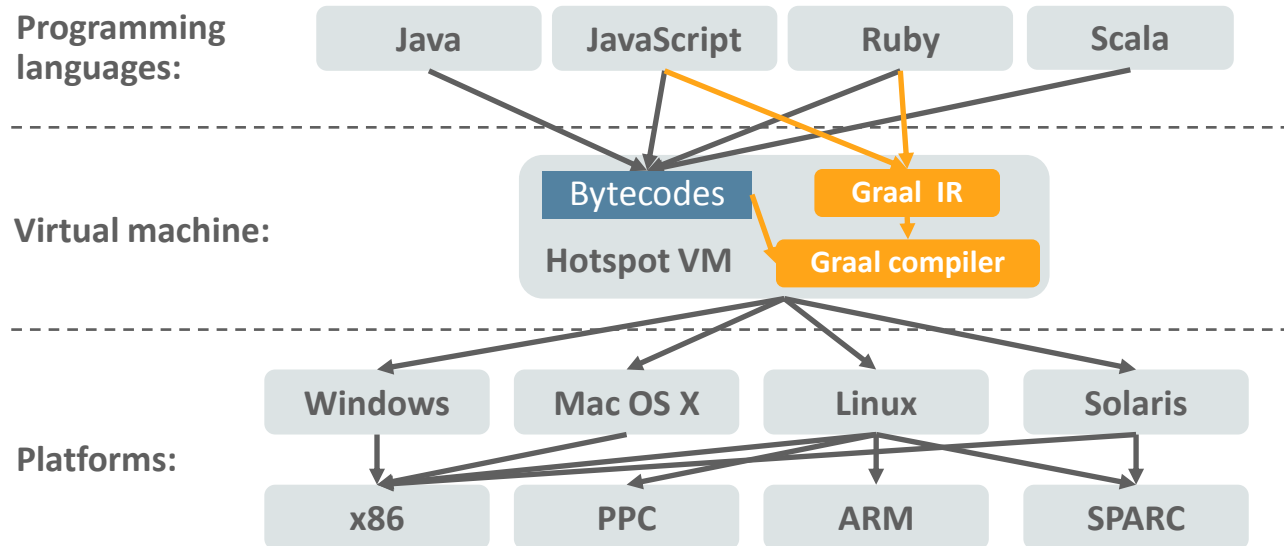 Programming
languages:
Java
JavaScript
Ruby
Scala
Virtual machine:
Bytecodes
Graal IR
Hotspot VM
Graal compiler
Platforms:
Windows
Mac OS X
Linux
Solaris
x86
PPC
ARM
SPARC